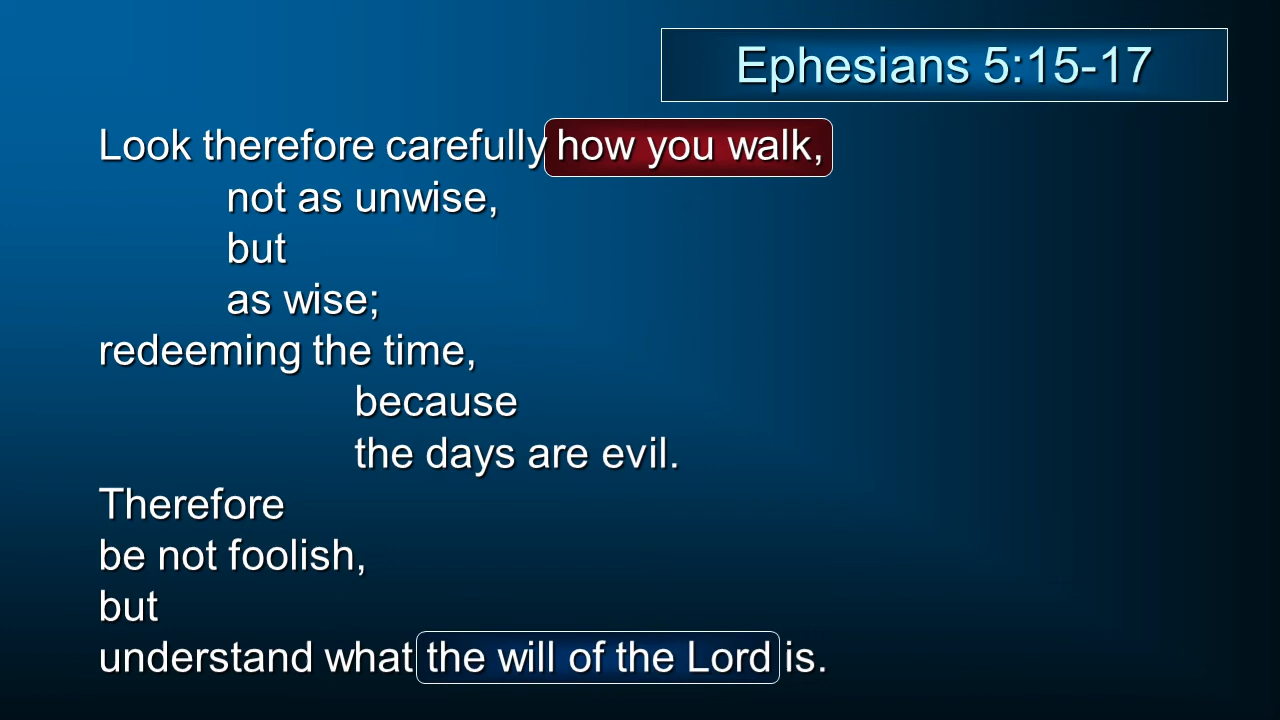 Ephesians 5:15-17
Look therefore carefully how you walk,
not as unwise,
but
as wise;
redeeming the time,
because
the days are evil.
Therefore
be not foolish,
but
understand what the will of the Lord is.